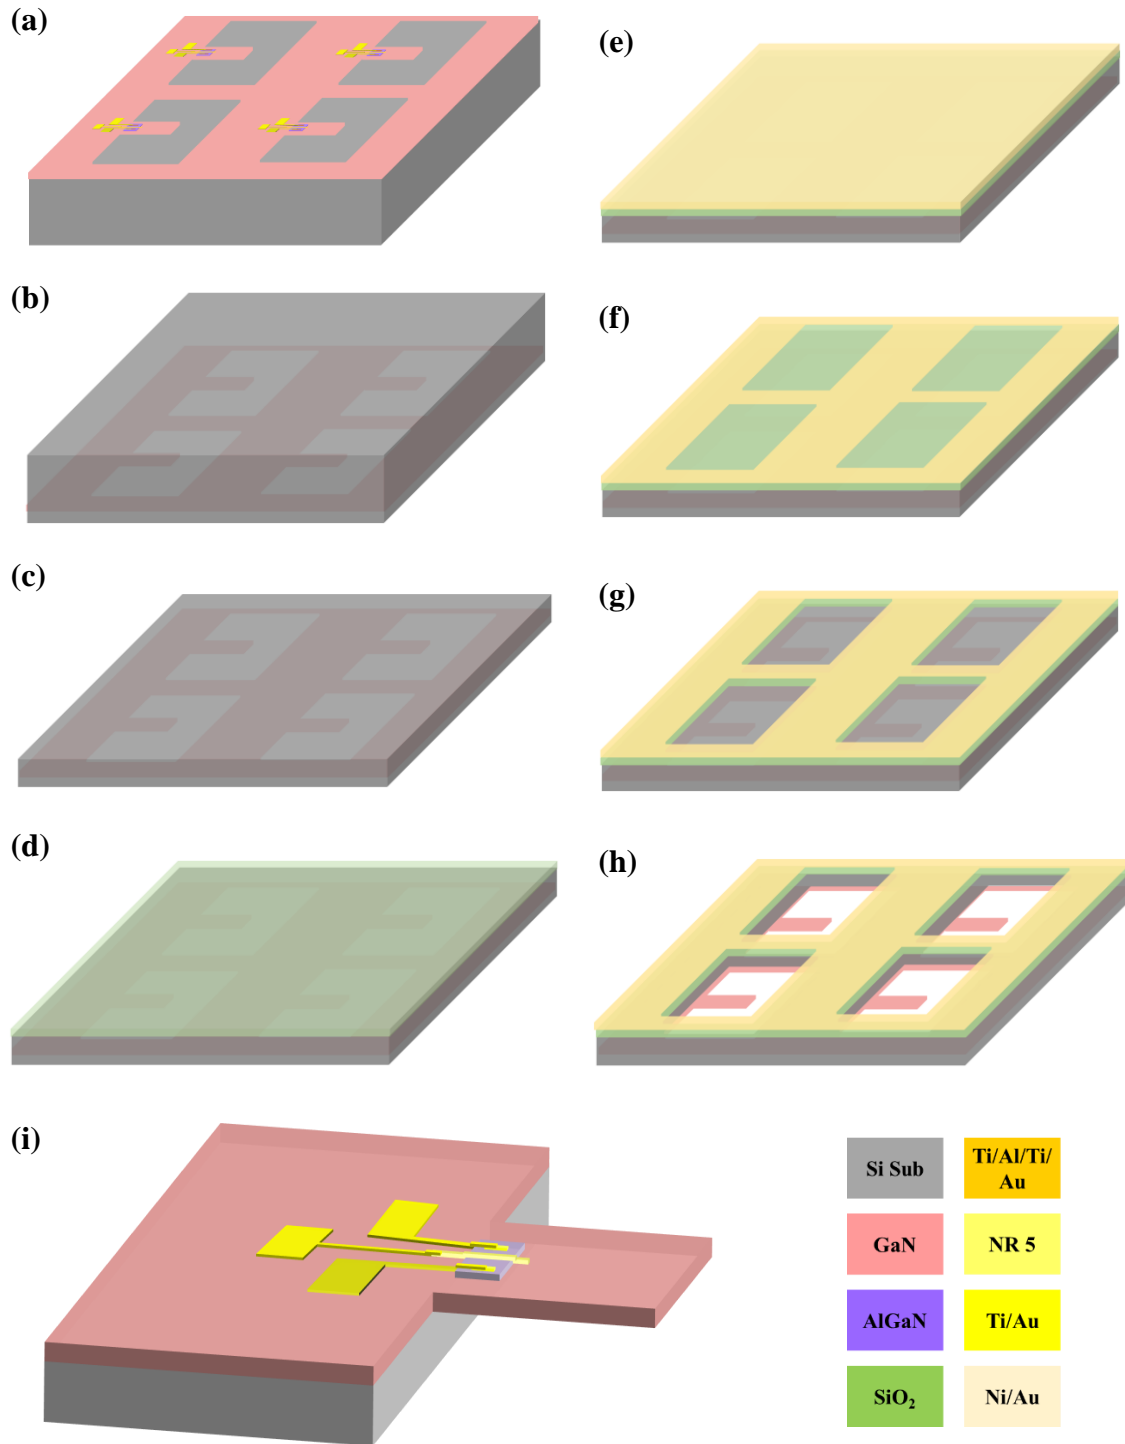 (a)
(b)
(c)
(d)
(e)
(f)
(g)
(h)
(i)
Si Sub
Ti/Al/Ti/
Au
GaN
NR 5
AlGaN
Ti/Au
SiO₂
Ni/Au